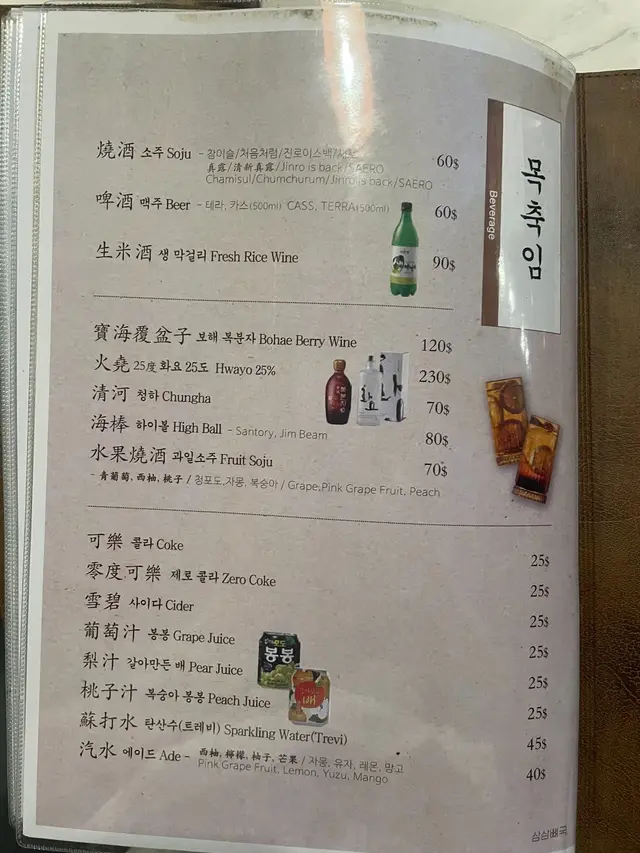 목축임
Beverage
燒酒 소주 Soju - 참이슬/처음처럼/진로이스백/새로 60$
真露/清新真露/Jinro is back/SAERO
Chamisul/Chumchurum/Jinro is back/SAERO
啤酒 맥주 Beer - 테라, 카스(500ml) CASS, TERRA(500ml) 60$
生米酒 생 막걸리 Fresh Rice Wine 90$
寶海覆盆子 보해 복분자 Bohae Berry Wine 120$
火堯 25度 화요 25도 Hwayo 25% 230$
清河 청하 Chungha 70$
海棒 하이볼 High Ball - Santory, Jim Beam 80$
水果燒酒 과일소주 Fruit Soju 70$
- 青葡萄, 西柚, 桃子 / 청포도,자몽, 복숭아 / Grape,Pink Grape Fruit, Peach
可樂 콜라 Coke 25$
零度可樂 제로 콜라 Zero Coke 25$
雪碧 사이다 Cider 25$
葡萄汁 봉봉 Grape Juice 25$
봉봉
梨汁 갈아만든 배 Pear Juice 25$
배
桃子汁 복숭아 봉봉 Peach Juice 25$
蘇打水 탄산수(트레비) Sparkling Water(Trevi) 45$
汽水 에이드 Ade - 西柚, 檸檬, 柚子, 芒果 / 자몽, 유자, 레몬, 망고 40$
Pink Grape Fruit, Lemon, Yuzu, Mango
삼삼뼈국